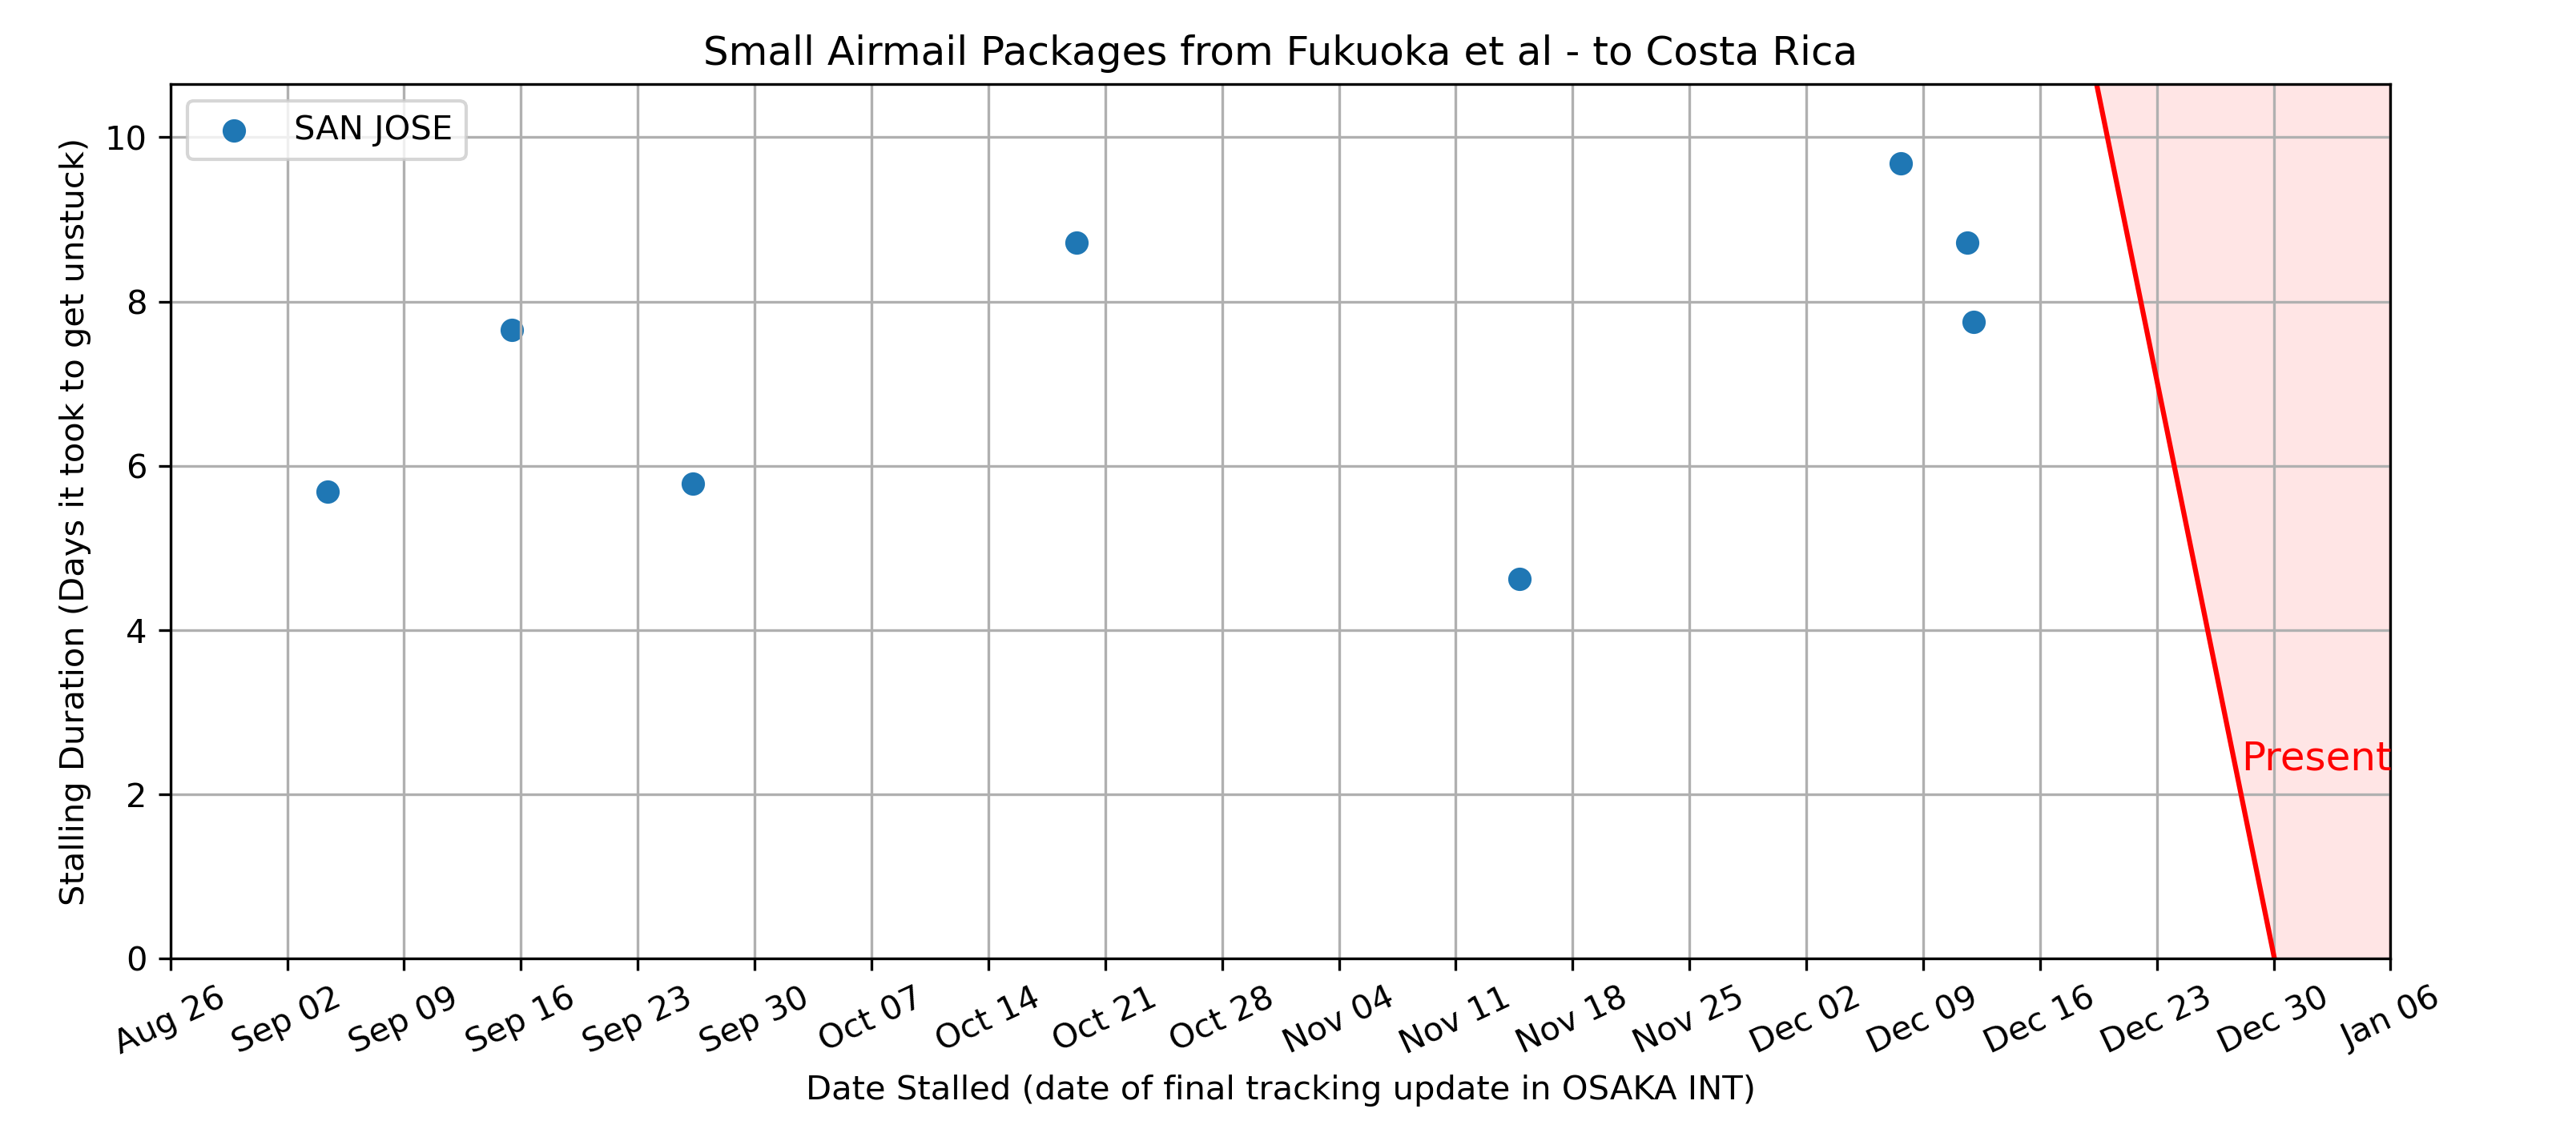 Small Airmail Packages from Fukuoka et al - to Costa Rica
SAN JOSE
Stalling Duration (Days it took to get unstuck)
10
8
6
4
2
0
Present
Aug 26
Sep 02
Sep 09
Sep 16
Sep 23
Sep 30
Oct 07
Oct 14
Oct 21
Oct 28
Nov 04
Nov 11
Nov 18
Nov 25
Dec 02
Dec 09
Dec 16
Dec 23
Dec 30
Jan 06
Date Stalled (date of final tracking update in OSAKA INT)